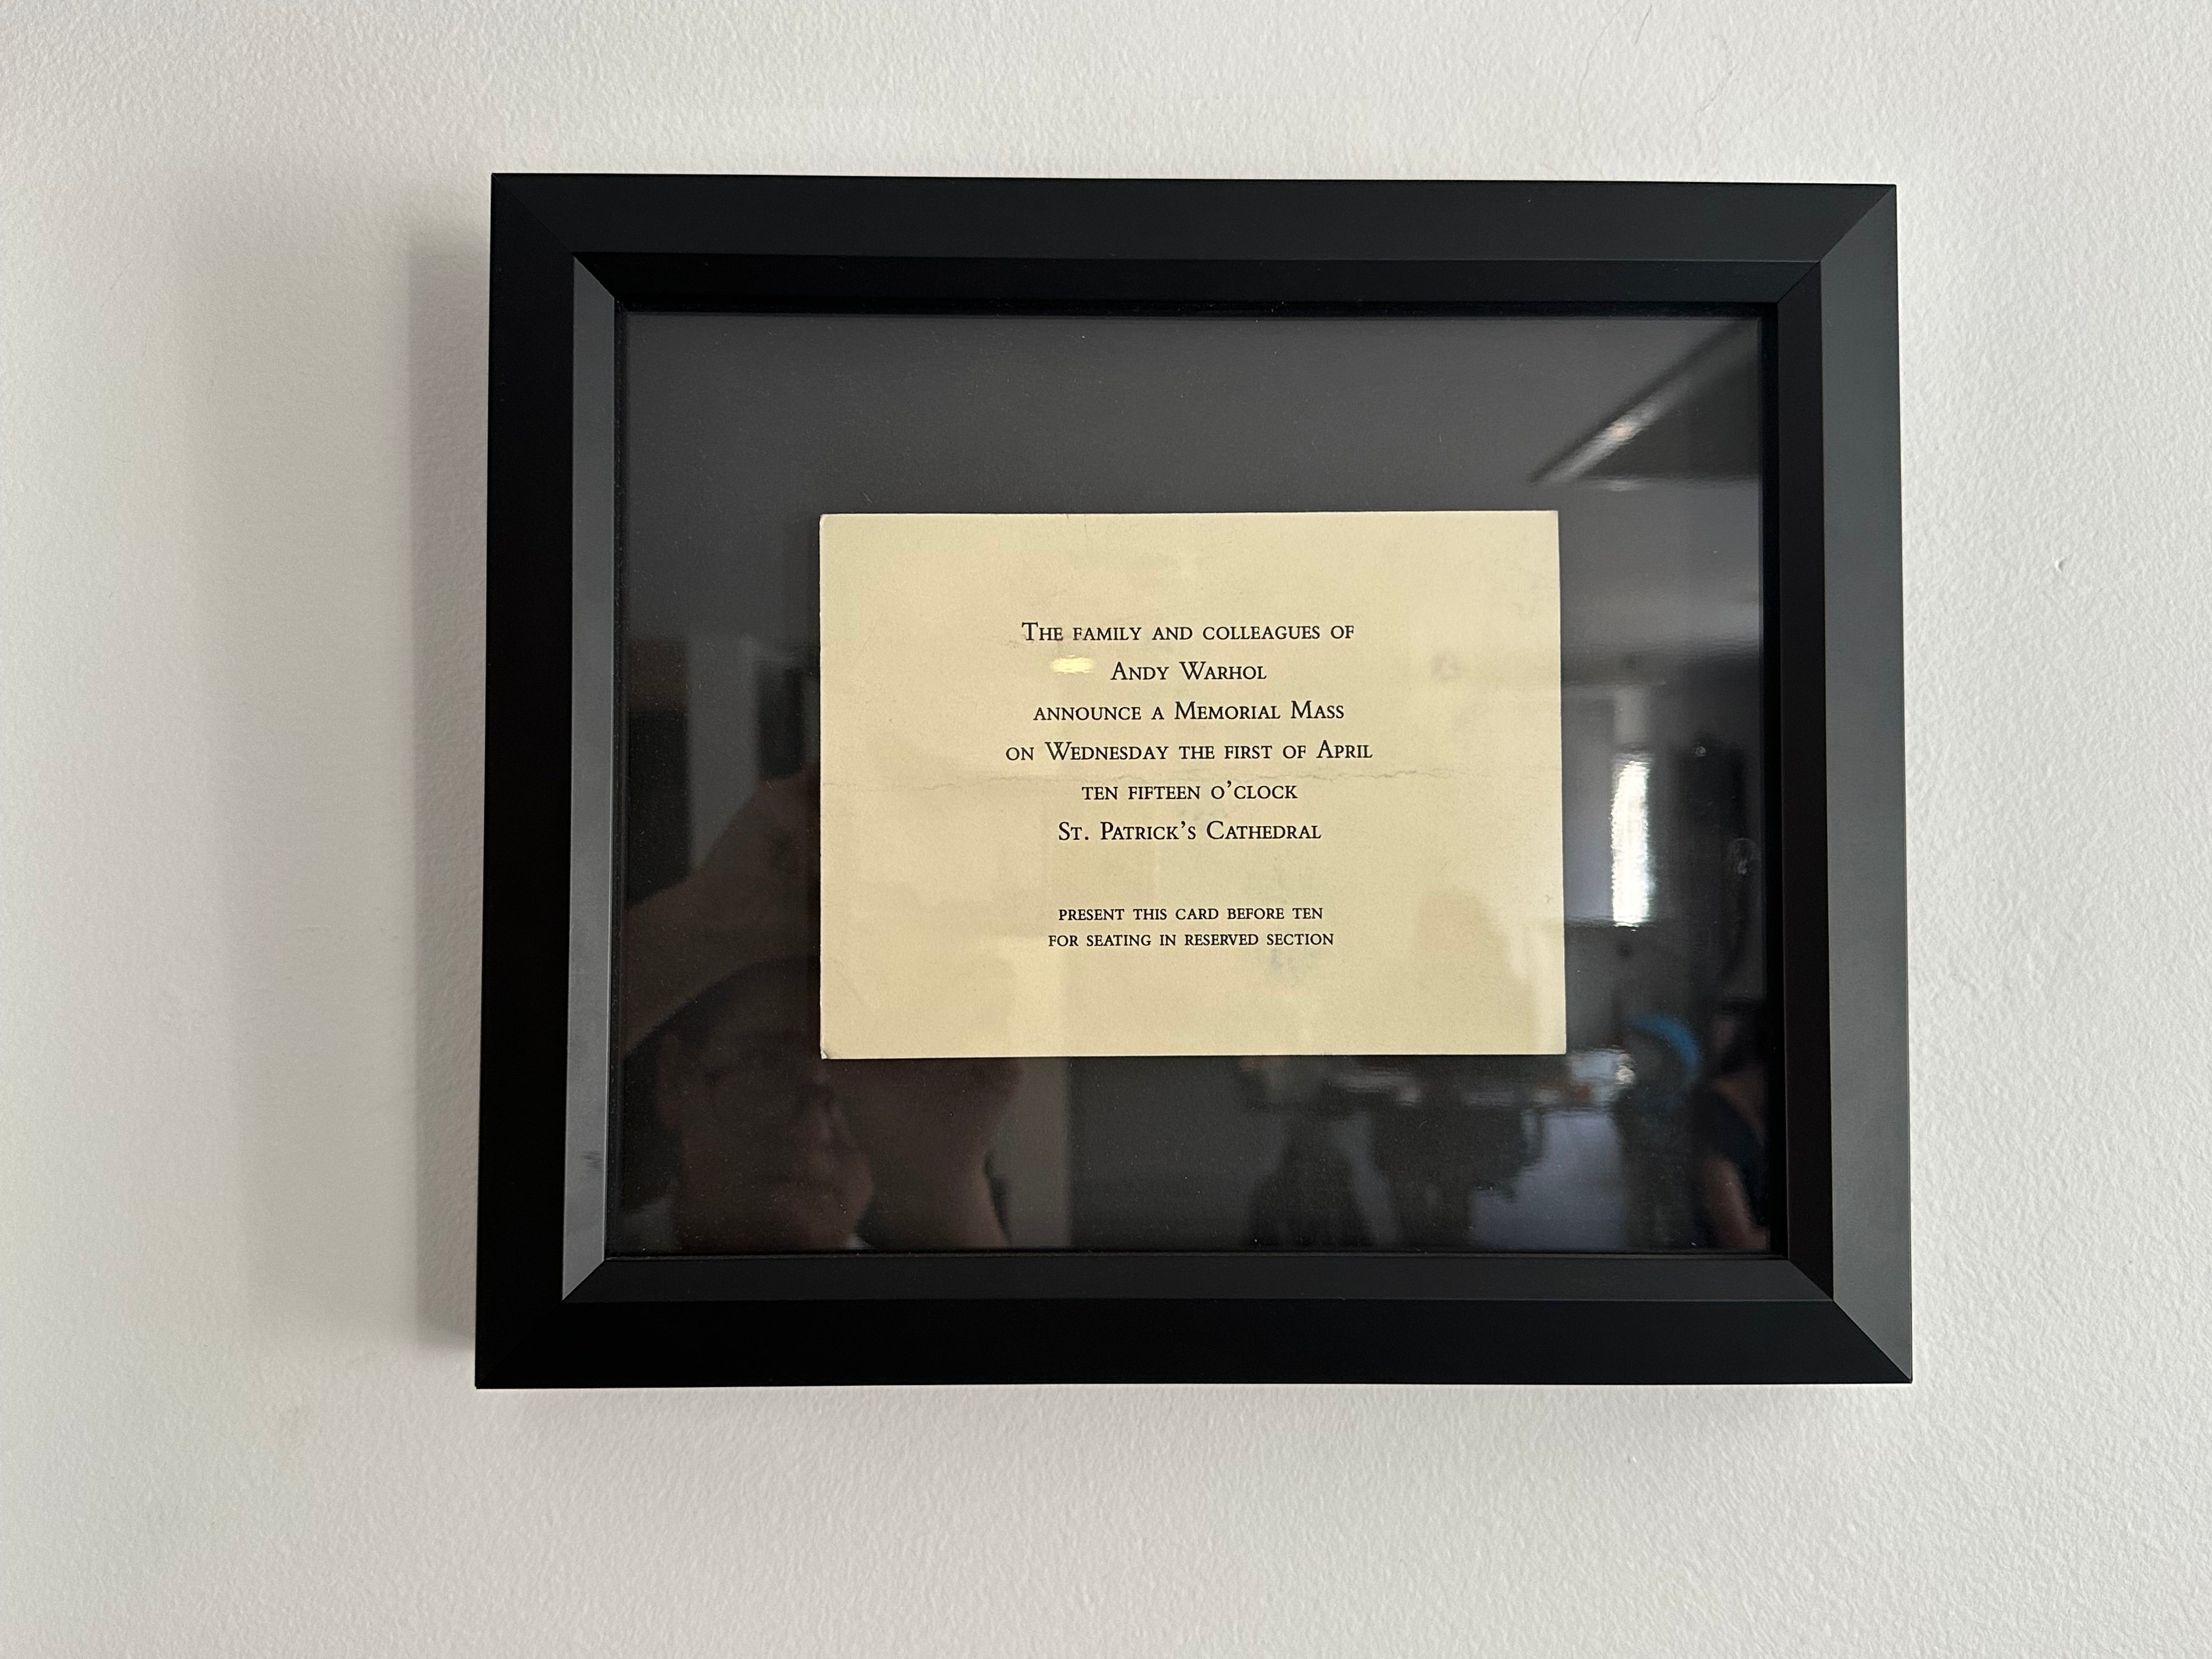 The family and colleagues of
Andy Warhol
announce a Memorial Mass
on Wednesday the first of April
ten fifteen o'clock
St. Patrick's Cathedral
present this card before ten
for seating in reserved section